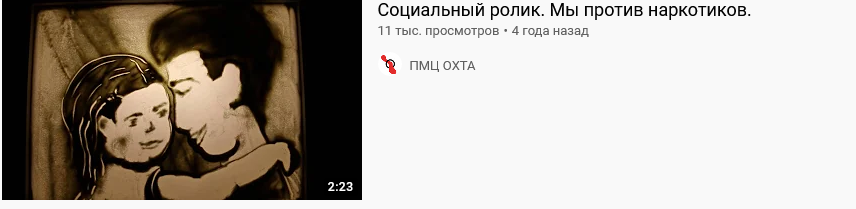 Социальный ролик. Мы против наркотиков.
11 тыс. просмотров • 4 года назад
ПМЦ ОХТА
2:23